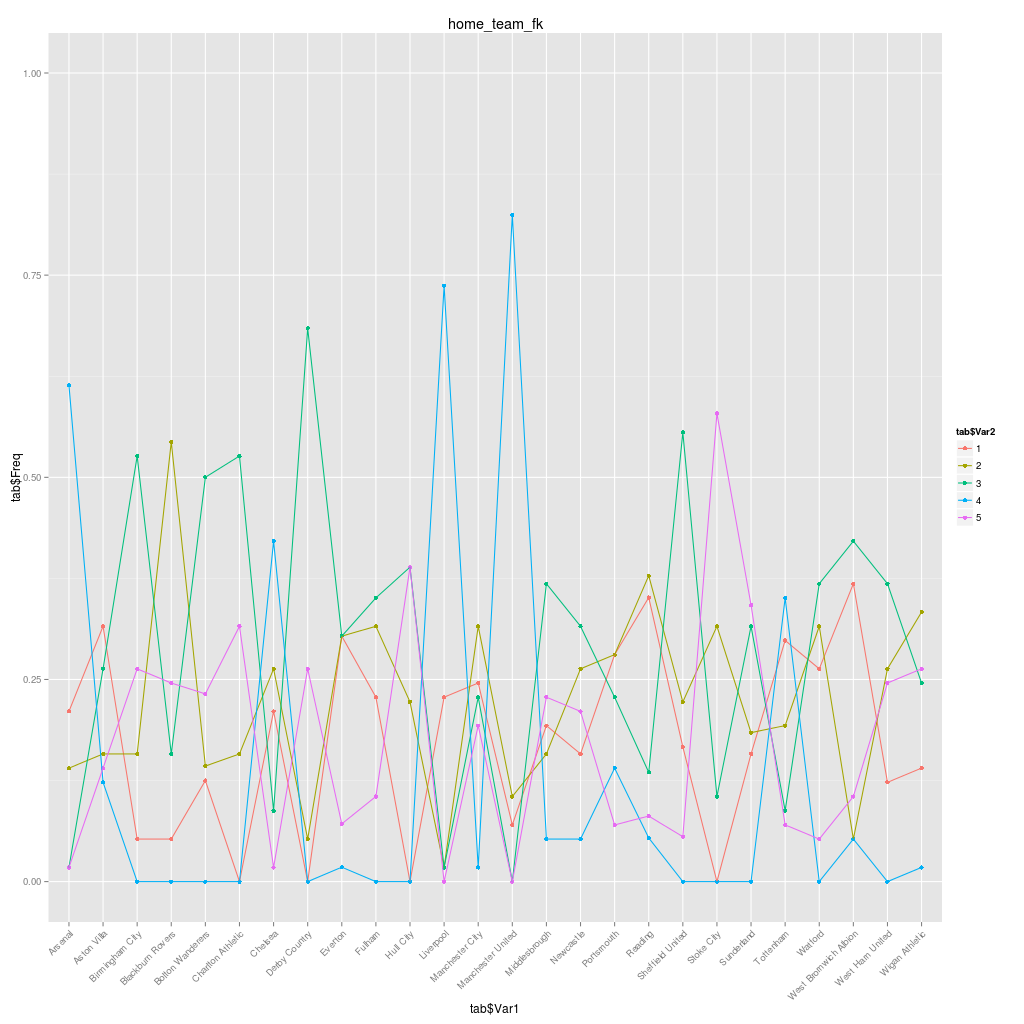 home_team_fk
1.00
0.75
0.50
0.25
0.00
tab$Freq
Arsenal
Aston Villa
Birmingham City
Blackburn Rovers
Bolton Wanderers
Charlton Athletic
Chelsea
Derby County
Everton
Fulham
Hull City
Liverpool
Manchester City
Manchester United
Middlesbrough
Newcastle
Portsmouth
Reading
Sheffield United
Stoke City
Sunderland
Tottenham
Watford
West Bromwich Albion
West Ham United
Wigan Athletic
tab$Var1
tab$Var2
1
2
3
4
5